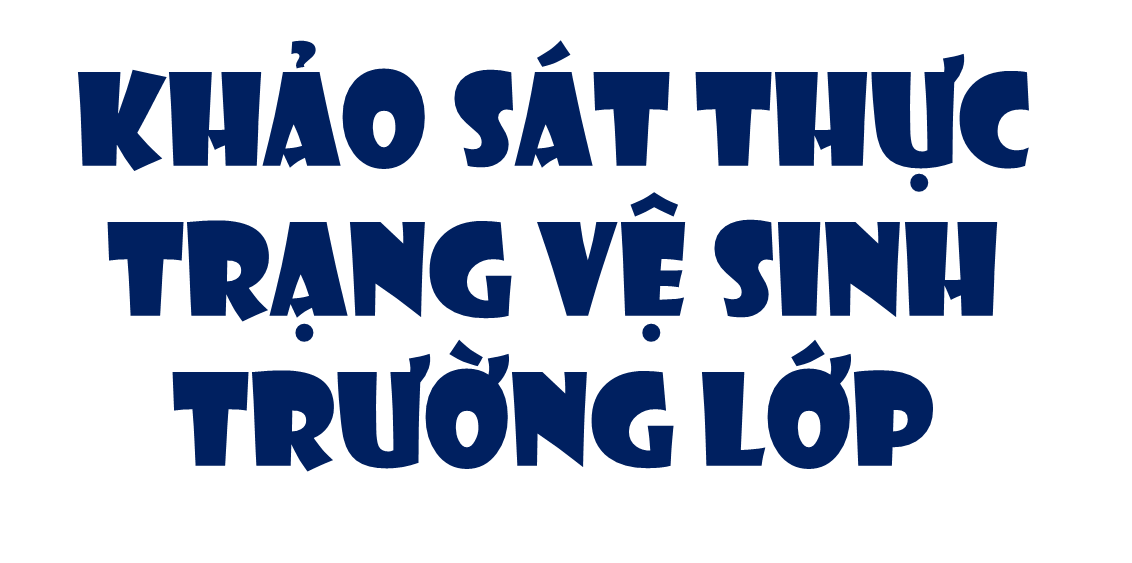 KHẢO SÁT THỰC
TRẠNG VỆ SINH
TRƯỜNG LỚP